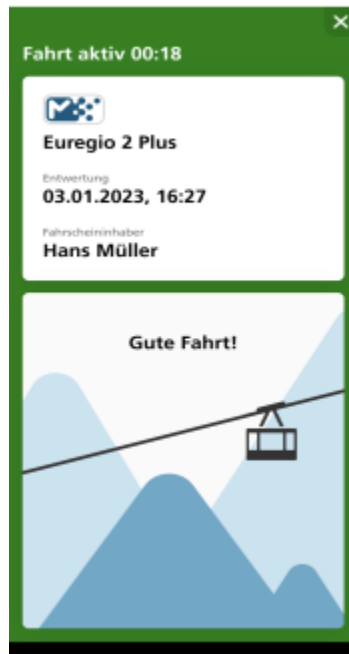 Fahrt aktiv 00:18
Euregio 2 Plus
Entwertung
03.01.2023, 16:27
Fahrscheininhaber
Hans Müller
Gute Fahrt!